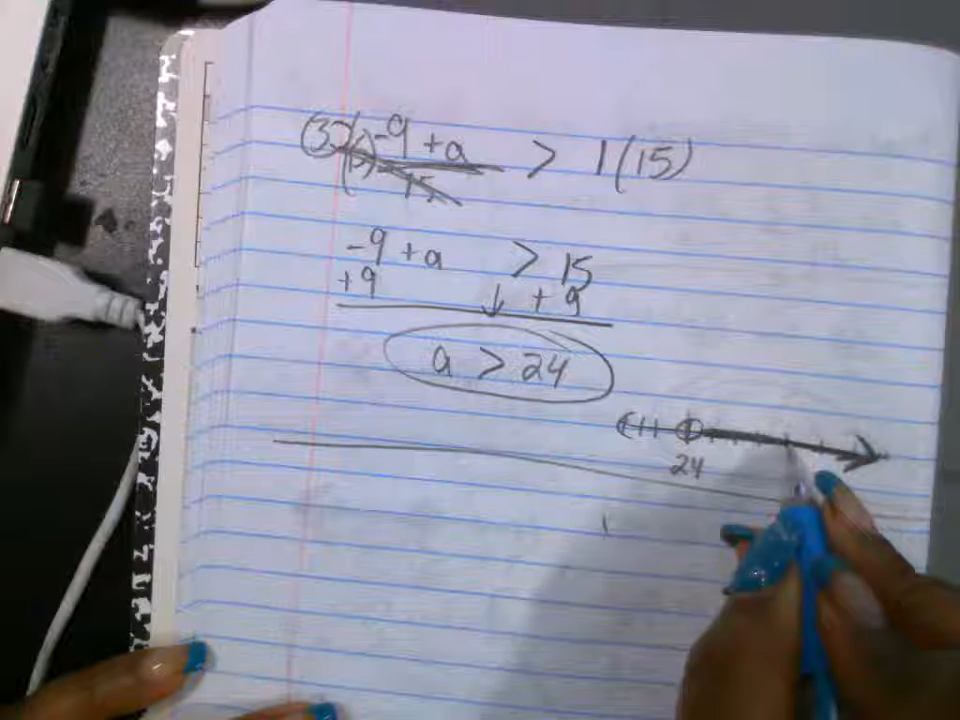 (32) (15) -9 + a / 15 > 1(15)
-9 + a > 15
+9 ↓ + 9
a > 24
24